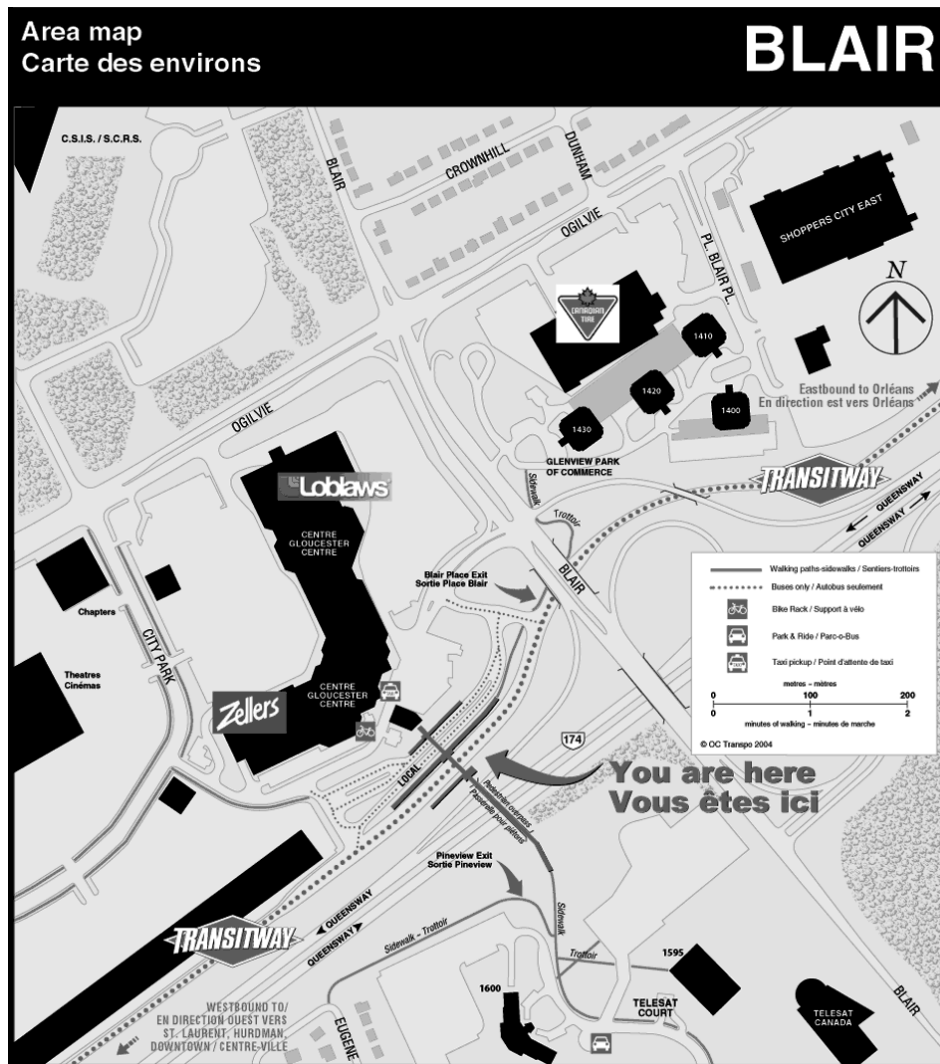 Area map
Carte des environs
BLAIR
C.S.I.S. / S.C.R.S.
BLAIR
CROWNHILL
DUNHAM
OGILVIE
PL. BLAIR PL.
SHOPPERS CITY EAST
N
CANADIAN
TIRE
1410
1420
1400
1430
Eastbound to Orléans
En direction est vers Orléans
OGILVIE
GLENVIEW PARK
OF COMMERCE
Loblaws
Sidewalk
Trottoir
TRANSITWAY
QUEENSWAY
QUEENSWAY
CENTRE
GLOUCESTER
CENTRE
BLAIR
Blair Place Exit
Sortie Place Blair
Walking paths-sidewalks / Sentiers-trottoirs
Buses only / Autobus seulement
Bike Rack / Support à vélo
Park & Ride / Parc-o-Bus
Taxi pickup / Point d'attente de taxi
metres – mètres
0 100 200
0 1 2
minutes of walking – minutes de marche
© OC Transpo 2004
Chapters
CITY PARK
Theatres
Cinémas
Zellers
CENTRE
GLOUCESTER
CENTRE
LOCAL
174
You are here
Vous êtes ici
Pedestrian overpass
Passerelle pour piétons
Pineview Exit
Sortie Pineview
QUEENSWAY
QUEENSWAY
TRANSITWAY
Sidewalk – Trottoir
Sidewalk
Trottoir
1595
1600
TELESAT
COURT
TELESAT
CANADA
BLAIR
EUGENE
WESTBOUND TO/
EN DIRECTION OUEST VERS
ST. LAURENT, HURDMAN,
DOWNTOWN / CENTRE-VILLE